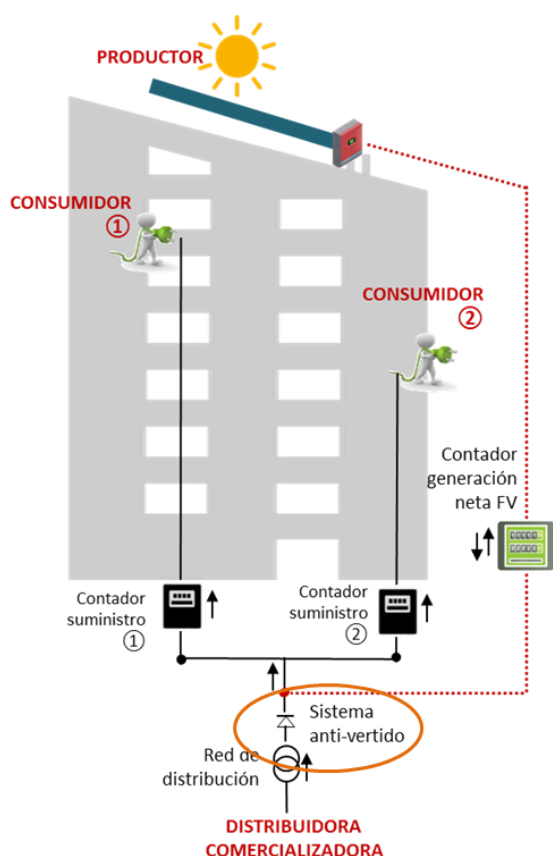 PRODUCTOR
CONSUMIDOR
①
CONSUMIDOR
②
Contador
generación
neta FV
Contador
suministro
①
Contador
suministro
②
Sistema
anti-vertido
Red de
distribución
DISTRIBUIDORA
COMERCIALIZADORA